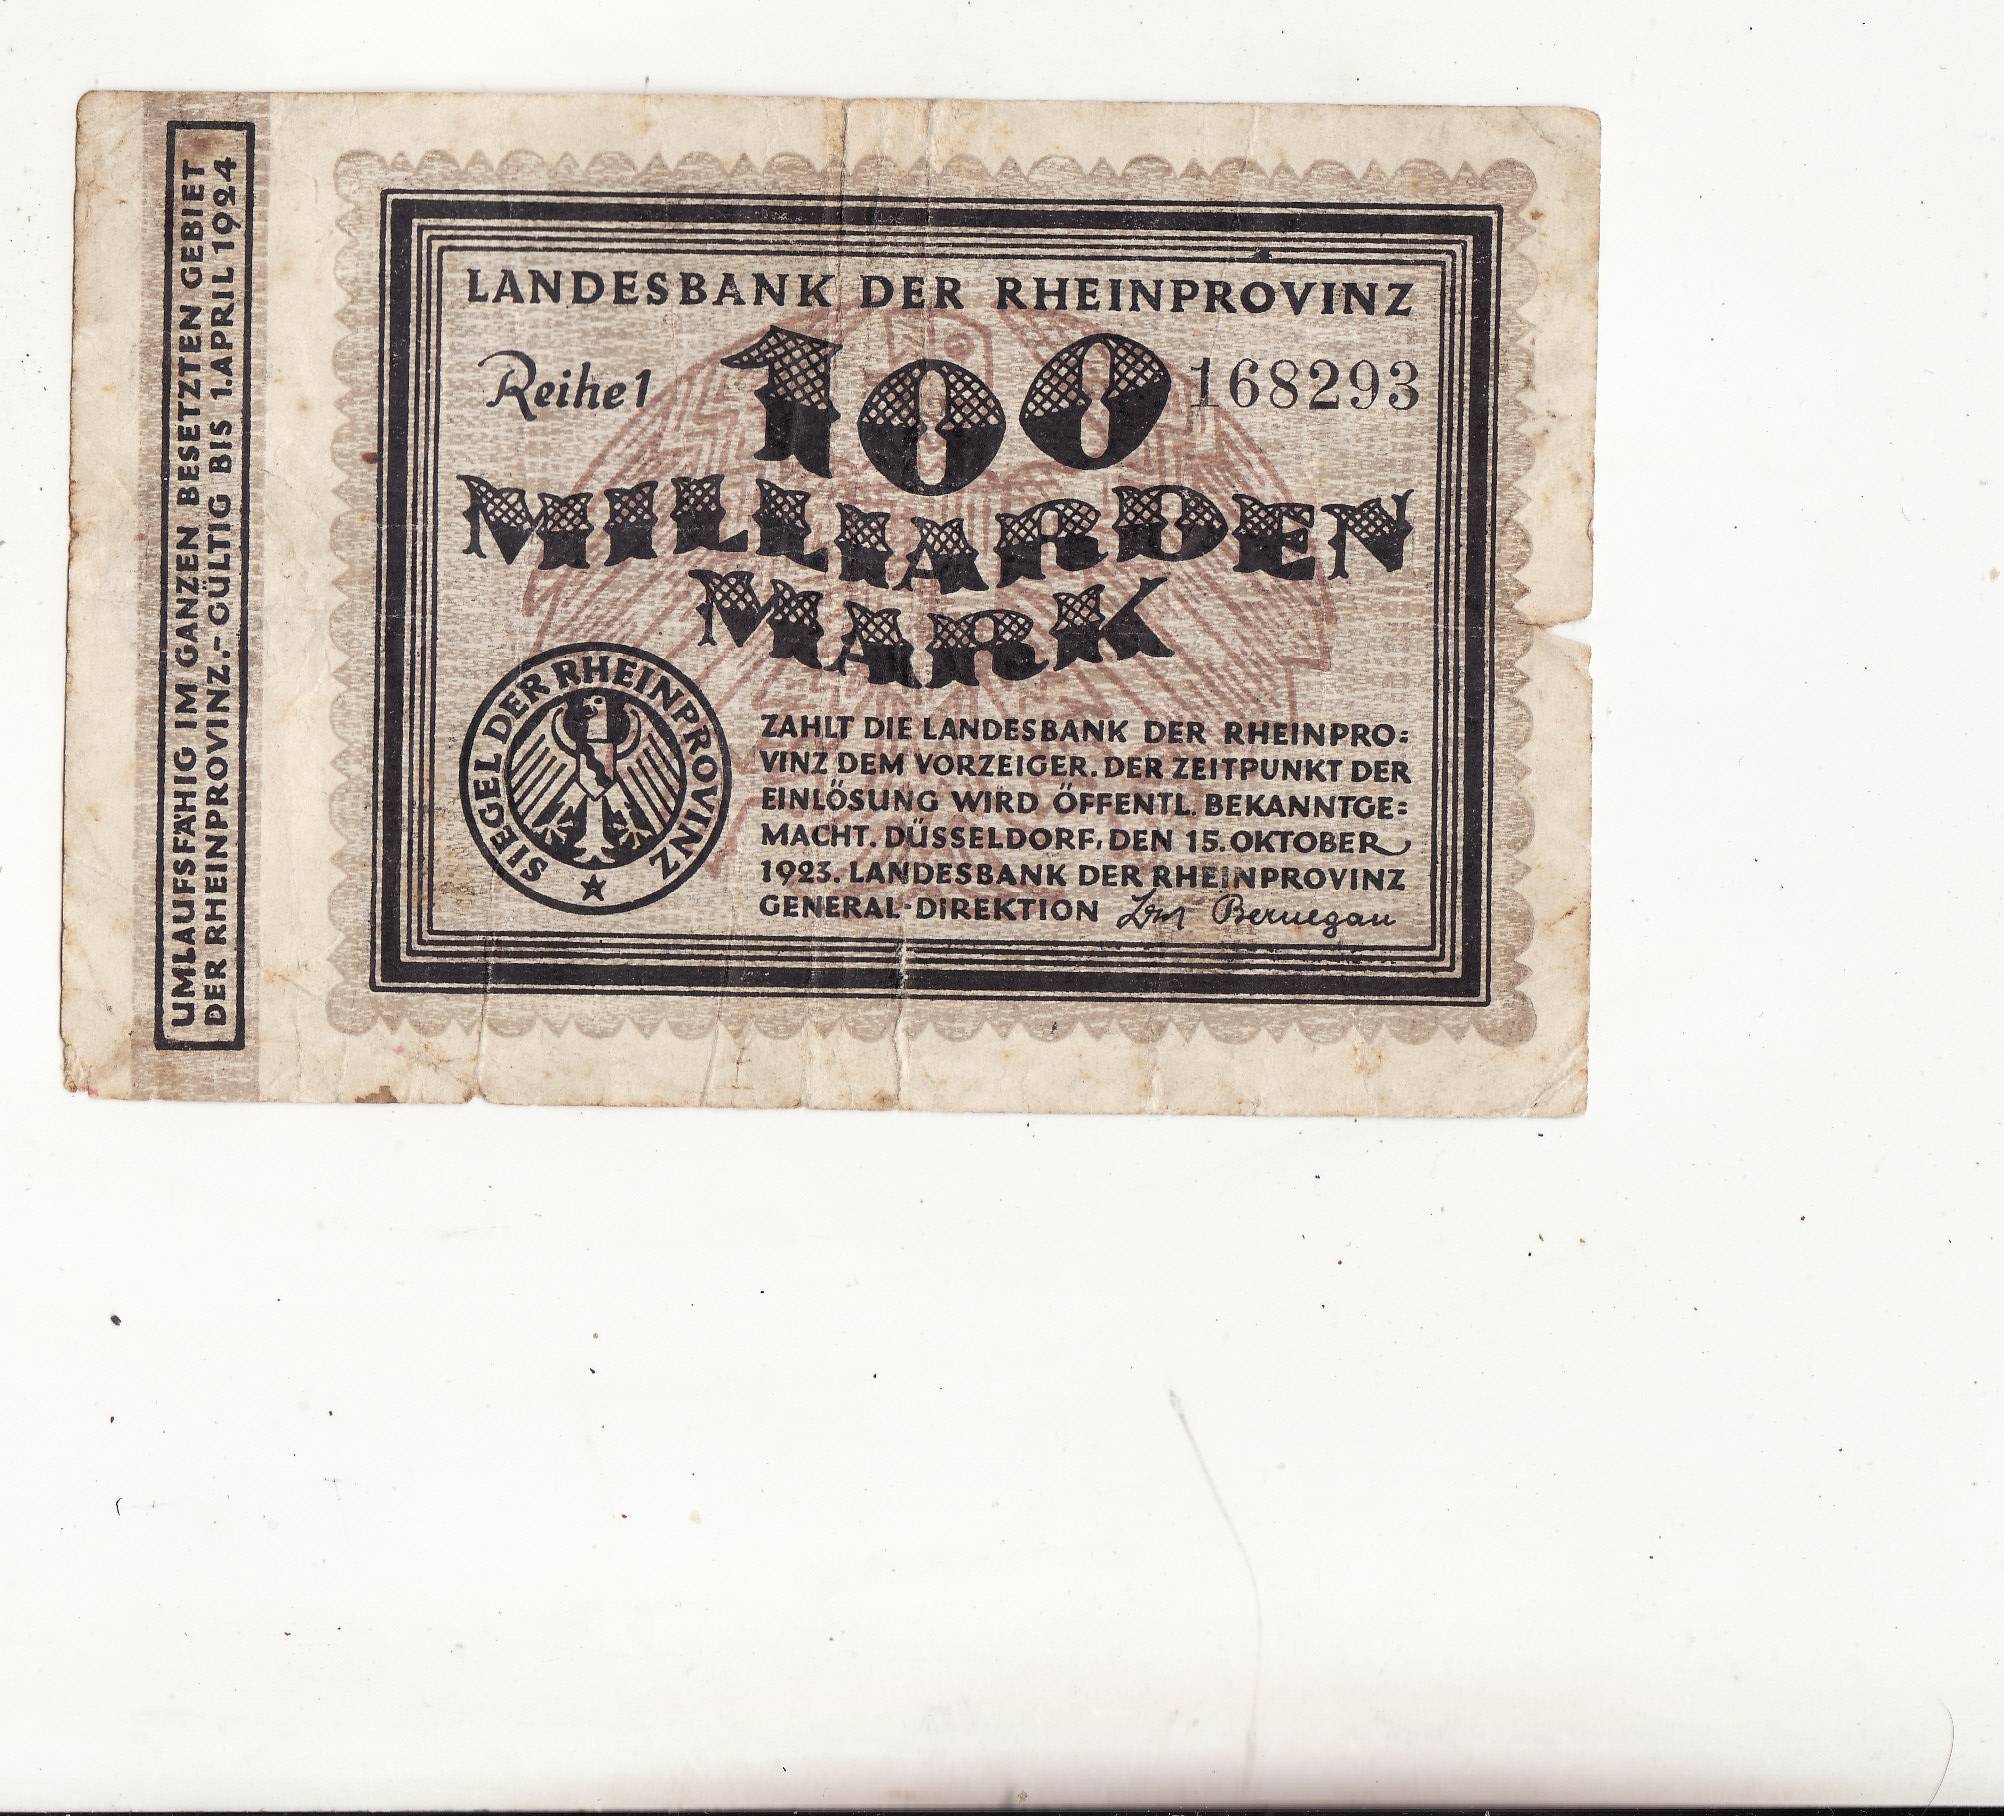 UMLAUFSFÄHIG IM GANZEN BESETZTEN GEBIET
DER RHEINPROVINZ.-GÜLTIG BIS 1.APRIL 1924
LANDESBANK DER RHEINPROVINZ
Reihe 1
100
168293
MILLIARDEN
MARK
SIEGEL DER RHEINPROVINZ
ZAHLT DIE LANDESBANK DER RHEINPRO=
VINZ DEM VORZEIGER. DER ZEITPUNKT DER
EINLÖSUNG WIRD ÖFFENTL. BEKANNTGE=
MACHT. DÜSSELDORF, DEN 15. OKTOBER
1923. LANDESBANK DER RHEINPROVINZ
GENERAL-DIREKTION Bernegau